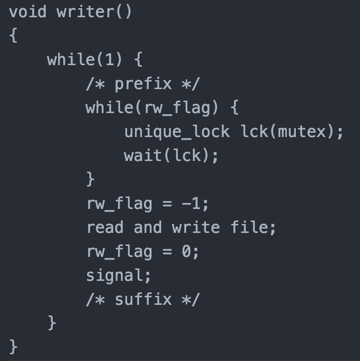 void writer()
{
    while(1) {
        /* prefix */
        while(rw_flag) {
            unique_lock lck(mutex);
            wait(lck);
        }
        rw_flag = -1;
        read and write file;
        rw_flag = 0;
        signal;
        /* suffix */
    }
}